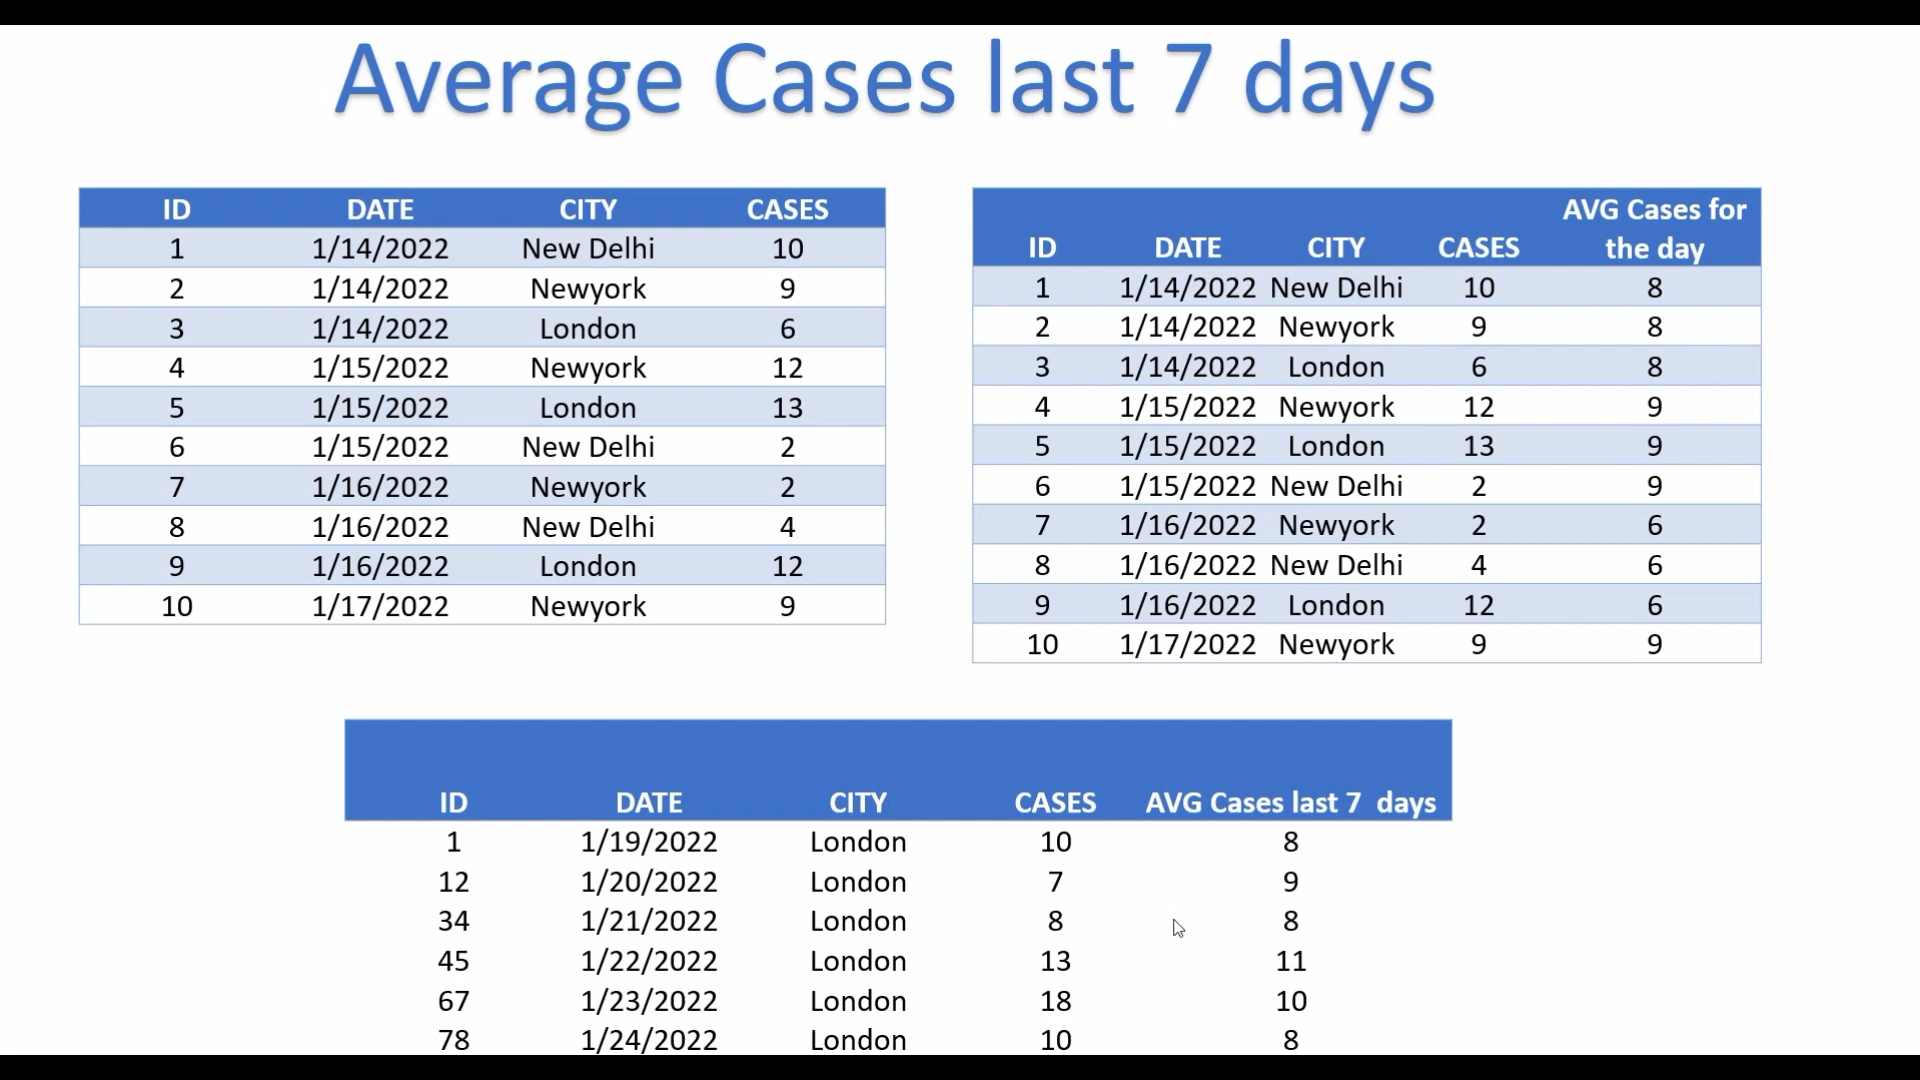 Average Cases last 7 days
ID DATE CITY CASES
1 1/14/2022 New Delhi 10
2 1/14/2022 Newyork 9
3 1/14/2022 London 6
4 1/15/2022 Newyork 12
5 1/15/2022 London 13
6 1/15/2022 New Delhi 2
7 1/16/2022 Newyork 2
8 1/16/2022 New Delhi 4
9 1/16/2022 London 12
10 1/17/2022 Newyork 9
AVG Cases for
ID DATE CITY CASES the day
1 1/14/2022 New Delhi 10 8
2 1/14/2022 Newyork 9 8
3 1/14/2022 London 6 8
4 1/15/2022 Newyork 12 9
5 1/15/2022 London 13 9
6 1/15/2022 New Delhi 2 9
7 1/16/2022 Newyork 2 6
8 1/16/2022 New Delhi 4 6
9 1/16/2022 London 12 6
10 1/17/2022 Newyork 9 9
ID DATE CITY CASES AVG Cases last 7 days
1 1/19/2022 London 10 8
12 1/20/2022 London 7 9
34 1/21/2022 London 8 8
45 1/22/2022 London 13 11
67 1/23/2022 London 18 10
78 1/24/2022 London 10 8